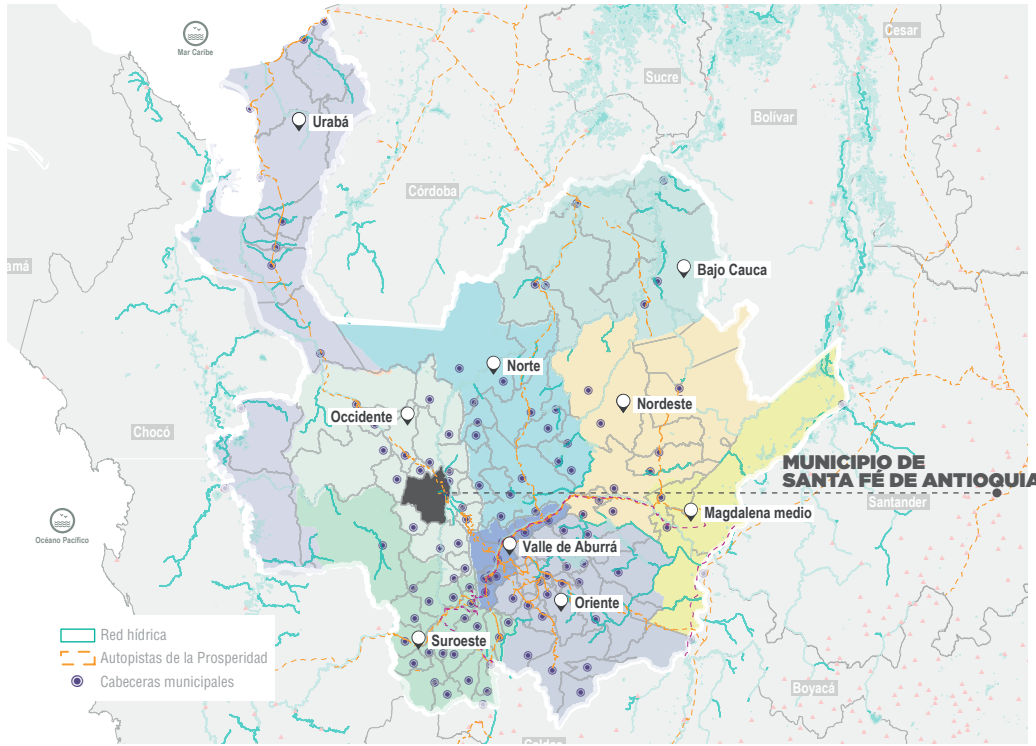 Mar Caribe
Cesar
Sucre
Bolívar
Urabá
Córdoba
amá
Bajo Cauca
Norte
Nordeste
Occidente
Chocó
MUNICIPIO DE
SANTA FÉ DE ANTIOQUIA
Santander
Magdalena medio
Océano Pacífico
Valle de Aburrá
Oriente
Suroeste
Red hídrica
Autopistas de la Prosperidad
Cabeceras municipales
Boyacá